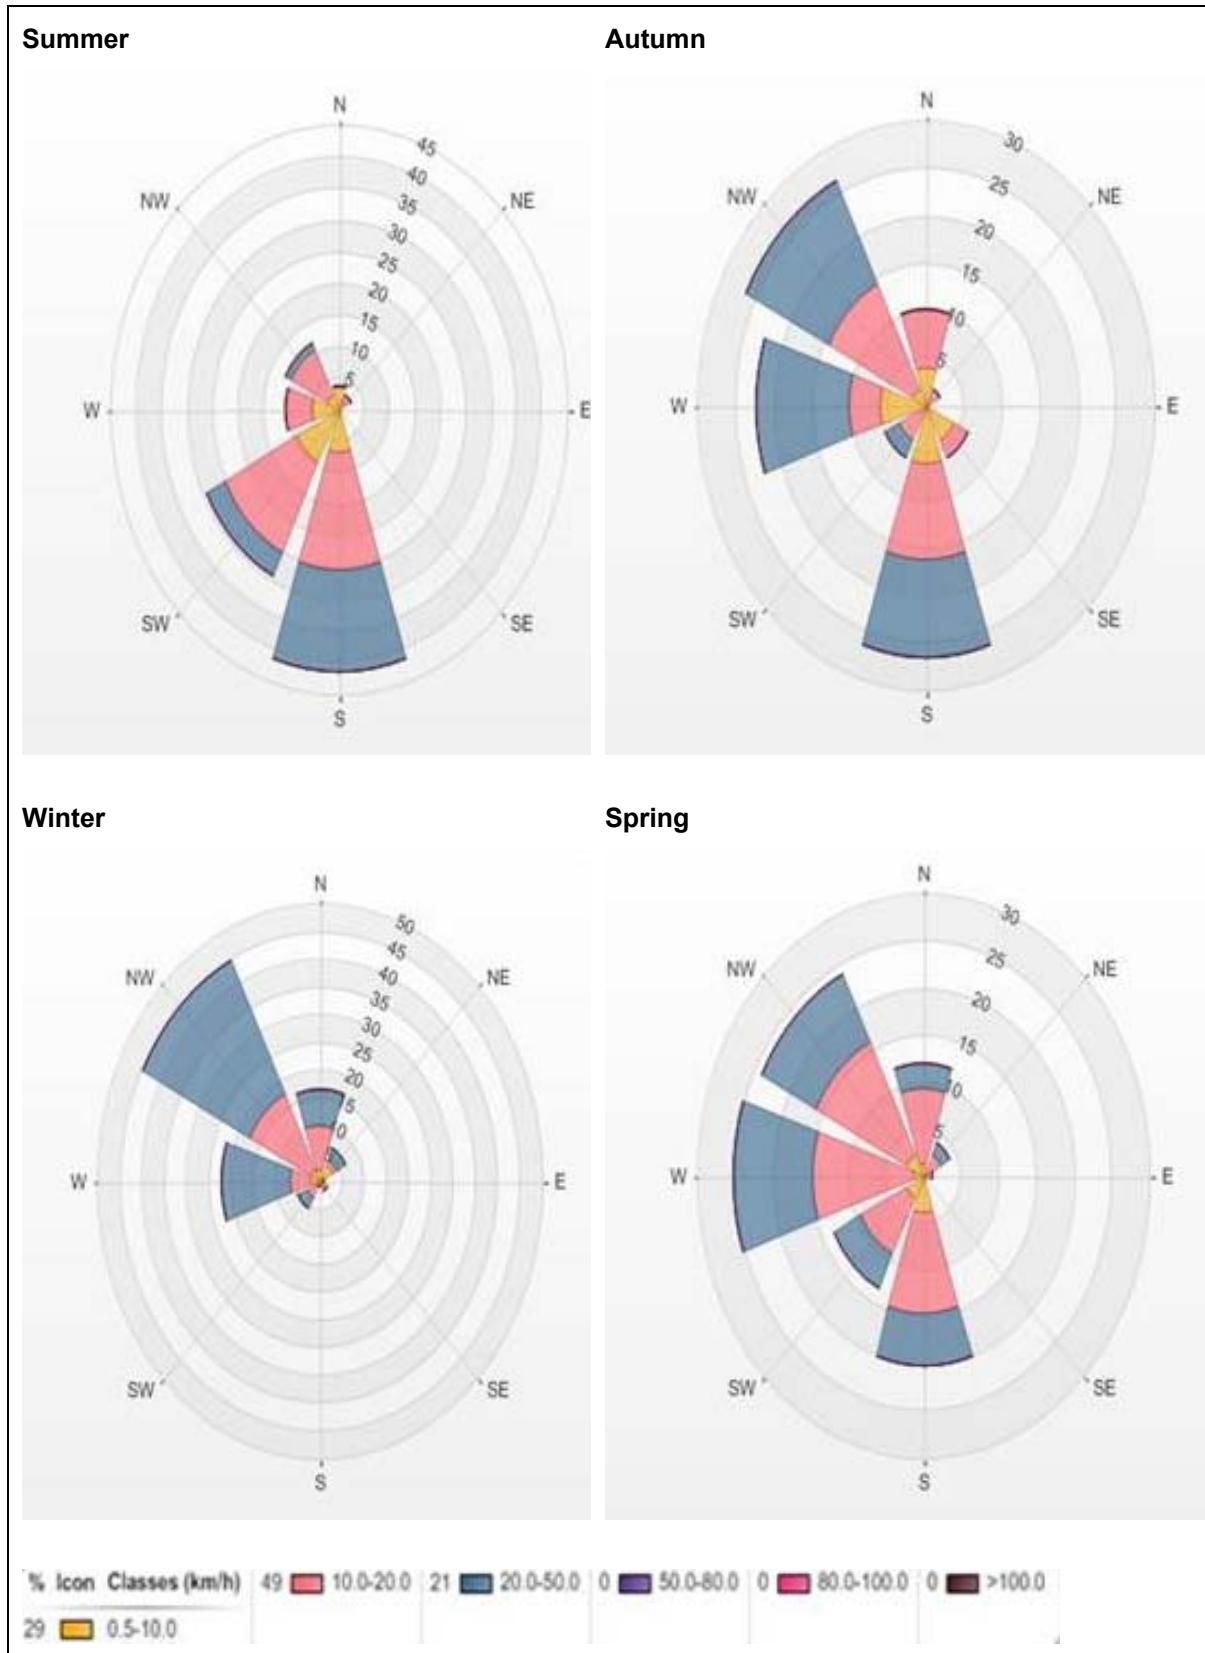 Summer
N
45
40
35
30
25
20
15
10
5
NW
NE
W
E
SW
SE
S
Autumn
N
30
25
20
15
10
5
NW
NE
W
E
SW
SE
S
Winter
N
50
45
40
35
30
25
20
5
0
NW
NE
W
E
SW
SE
S
Spring
N
30
25
20
15
10
5
NW
NE
W
E
SW
SE
S
% Icon Classes (km/h) 49 10.0-20.0 21 20.0-50.0 0 50.0-80.0 0 80.0-100.0 0 >100.0
29 0.5-10.0